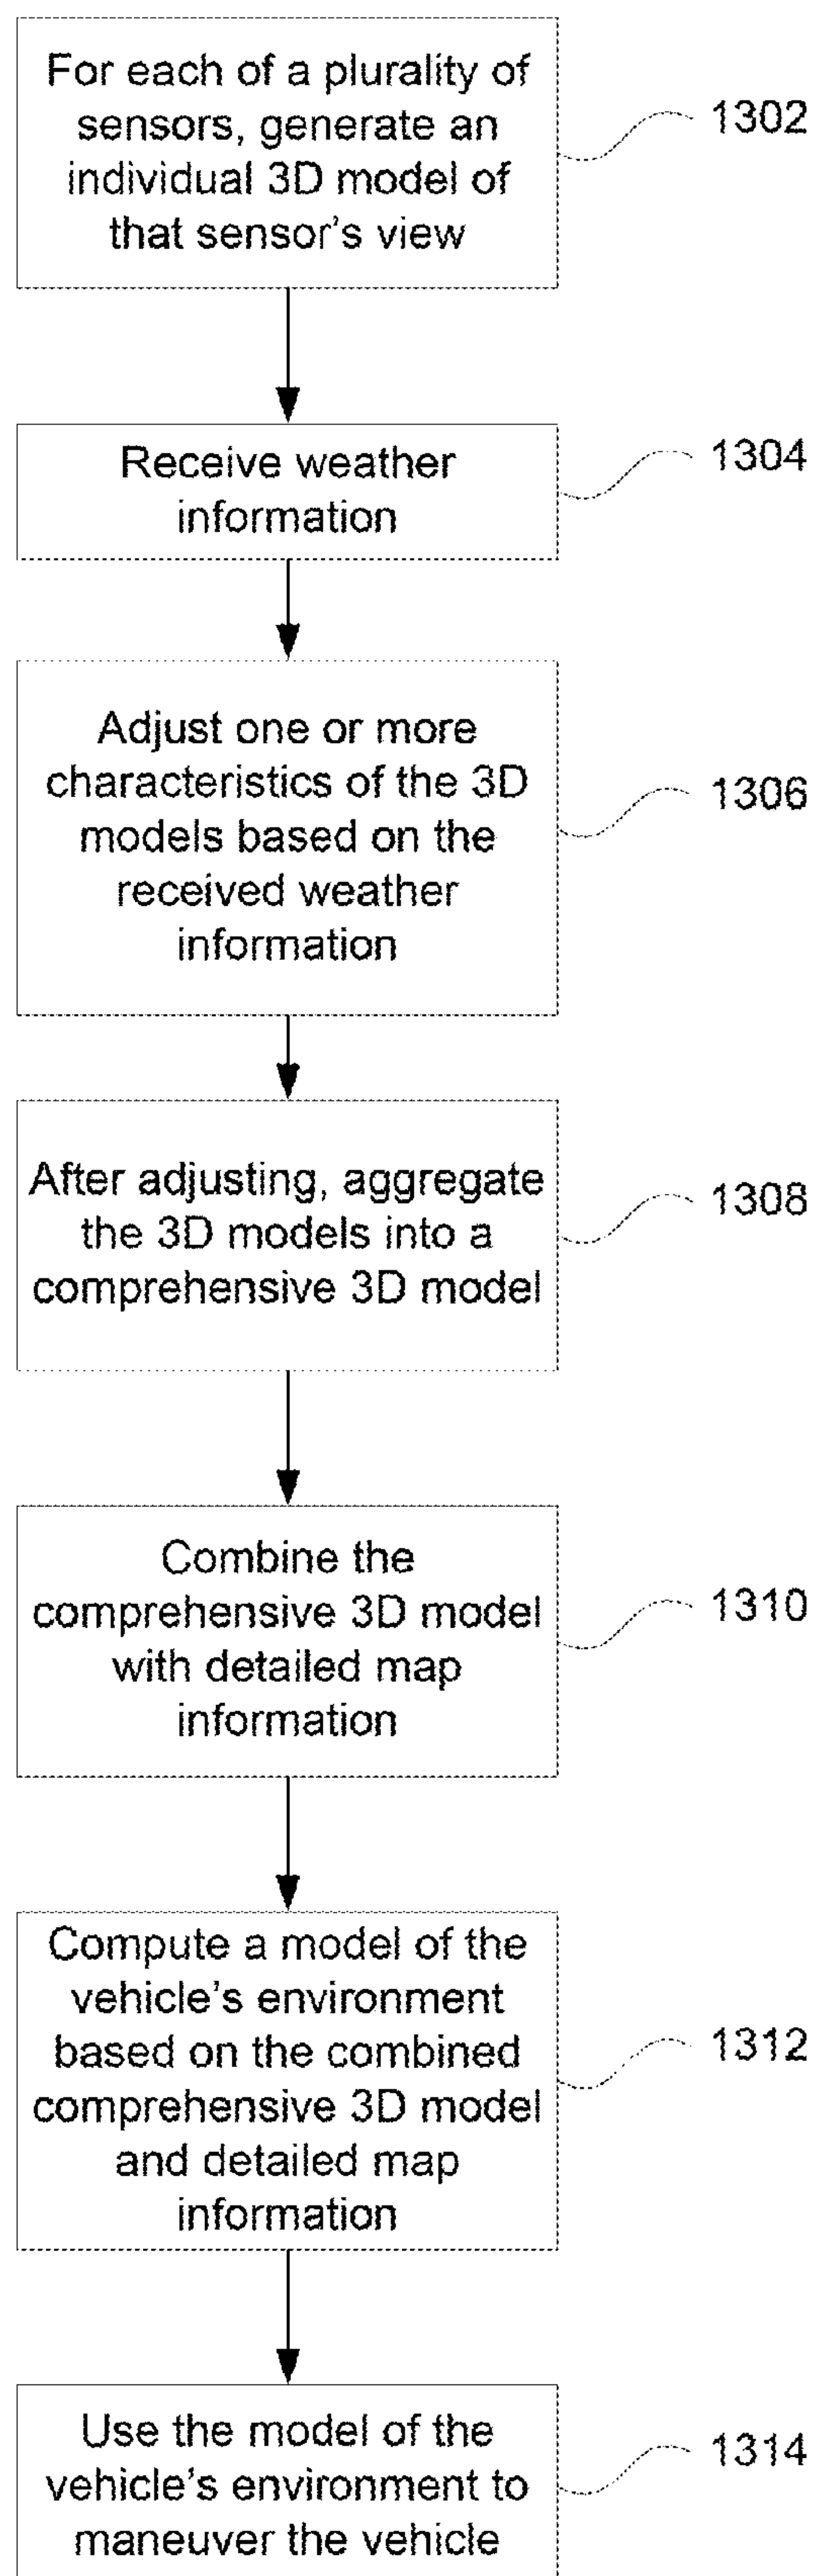 For each of a plurality of
sensors, generate an
individual 3D model of
that sensor's view
1302
Receive weather
information
1304
Adjust one or more
characteristics of the 3D
models based on the
received weather
information
1306
After adjusting, aggregate
the 3D models into a
comprehensive 3D model
1308
Combine the
comprehensive 3D model
with detailed map
information
1310
Compute a model of the
vehicle's environment
based on the combined
comprehensive 3D model
and detailed map
information
1312
Use the model of the
vehicle's environment to
maneuver the vehicle
1314